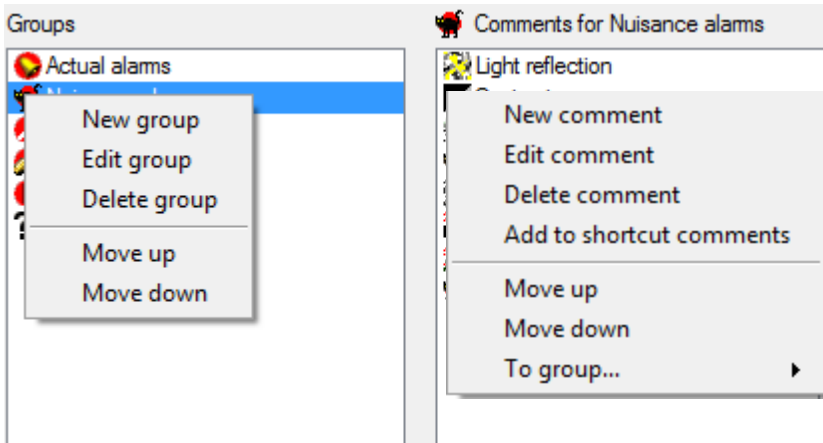 Groups
Actual alarms
New group
Edit group
Delete group
Move up
Move down
Comments for Nuisance alarms
Light reflection
New comment
Edit comment
Delete comment
Add to shortcut comments
Move up
Move down
To group...